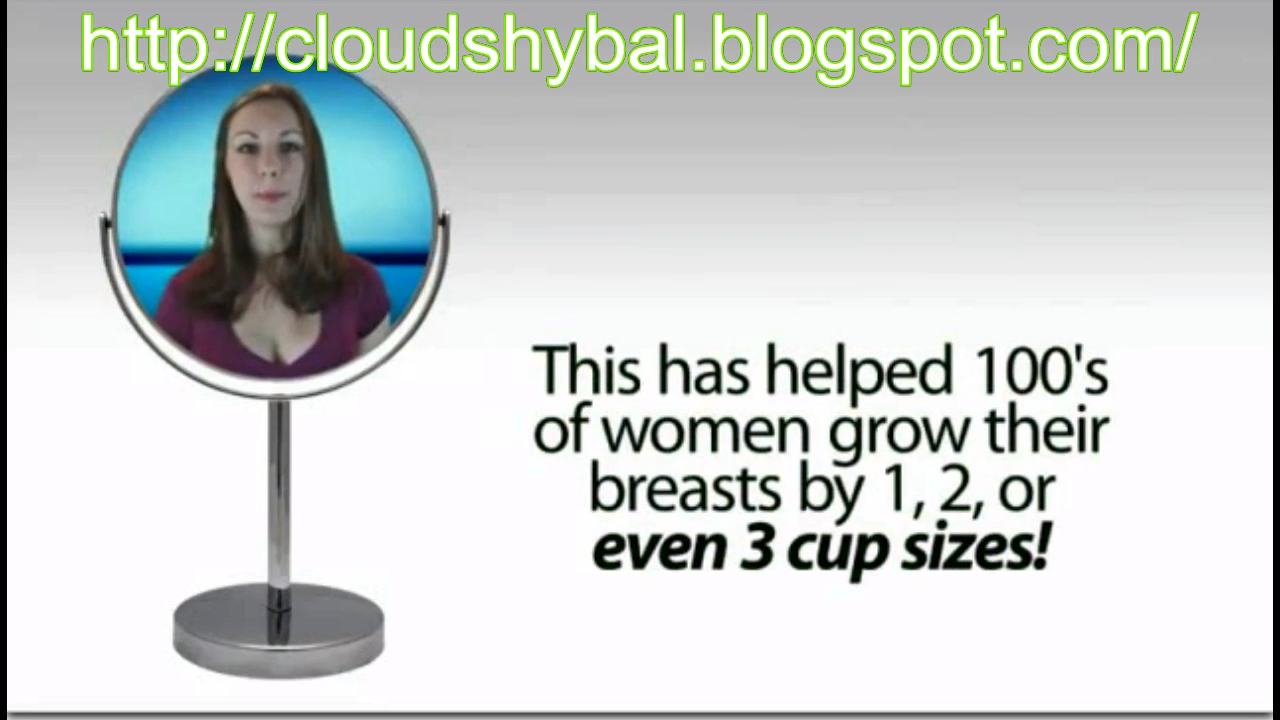 http://cloudshybal.blogspot.com/
This has helped 100's
of women grow their
breasts by 1, 2, or
even 3 cup sizes!